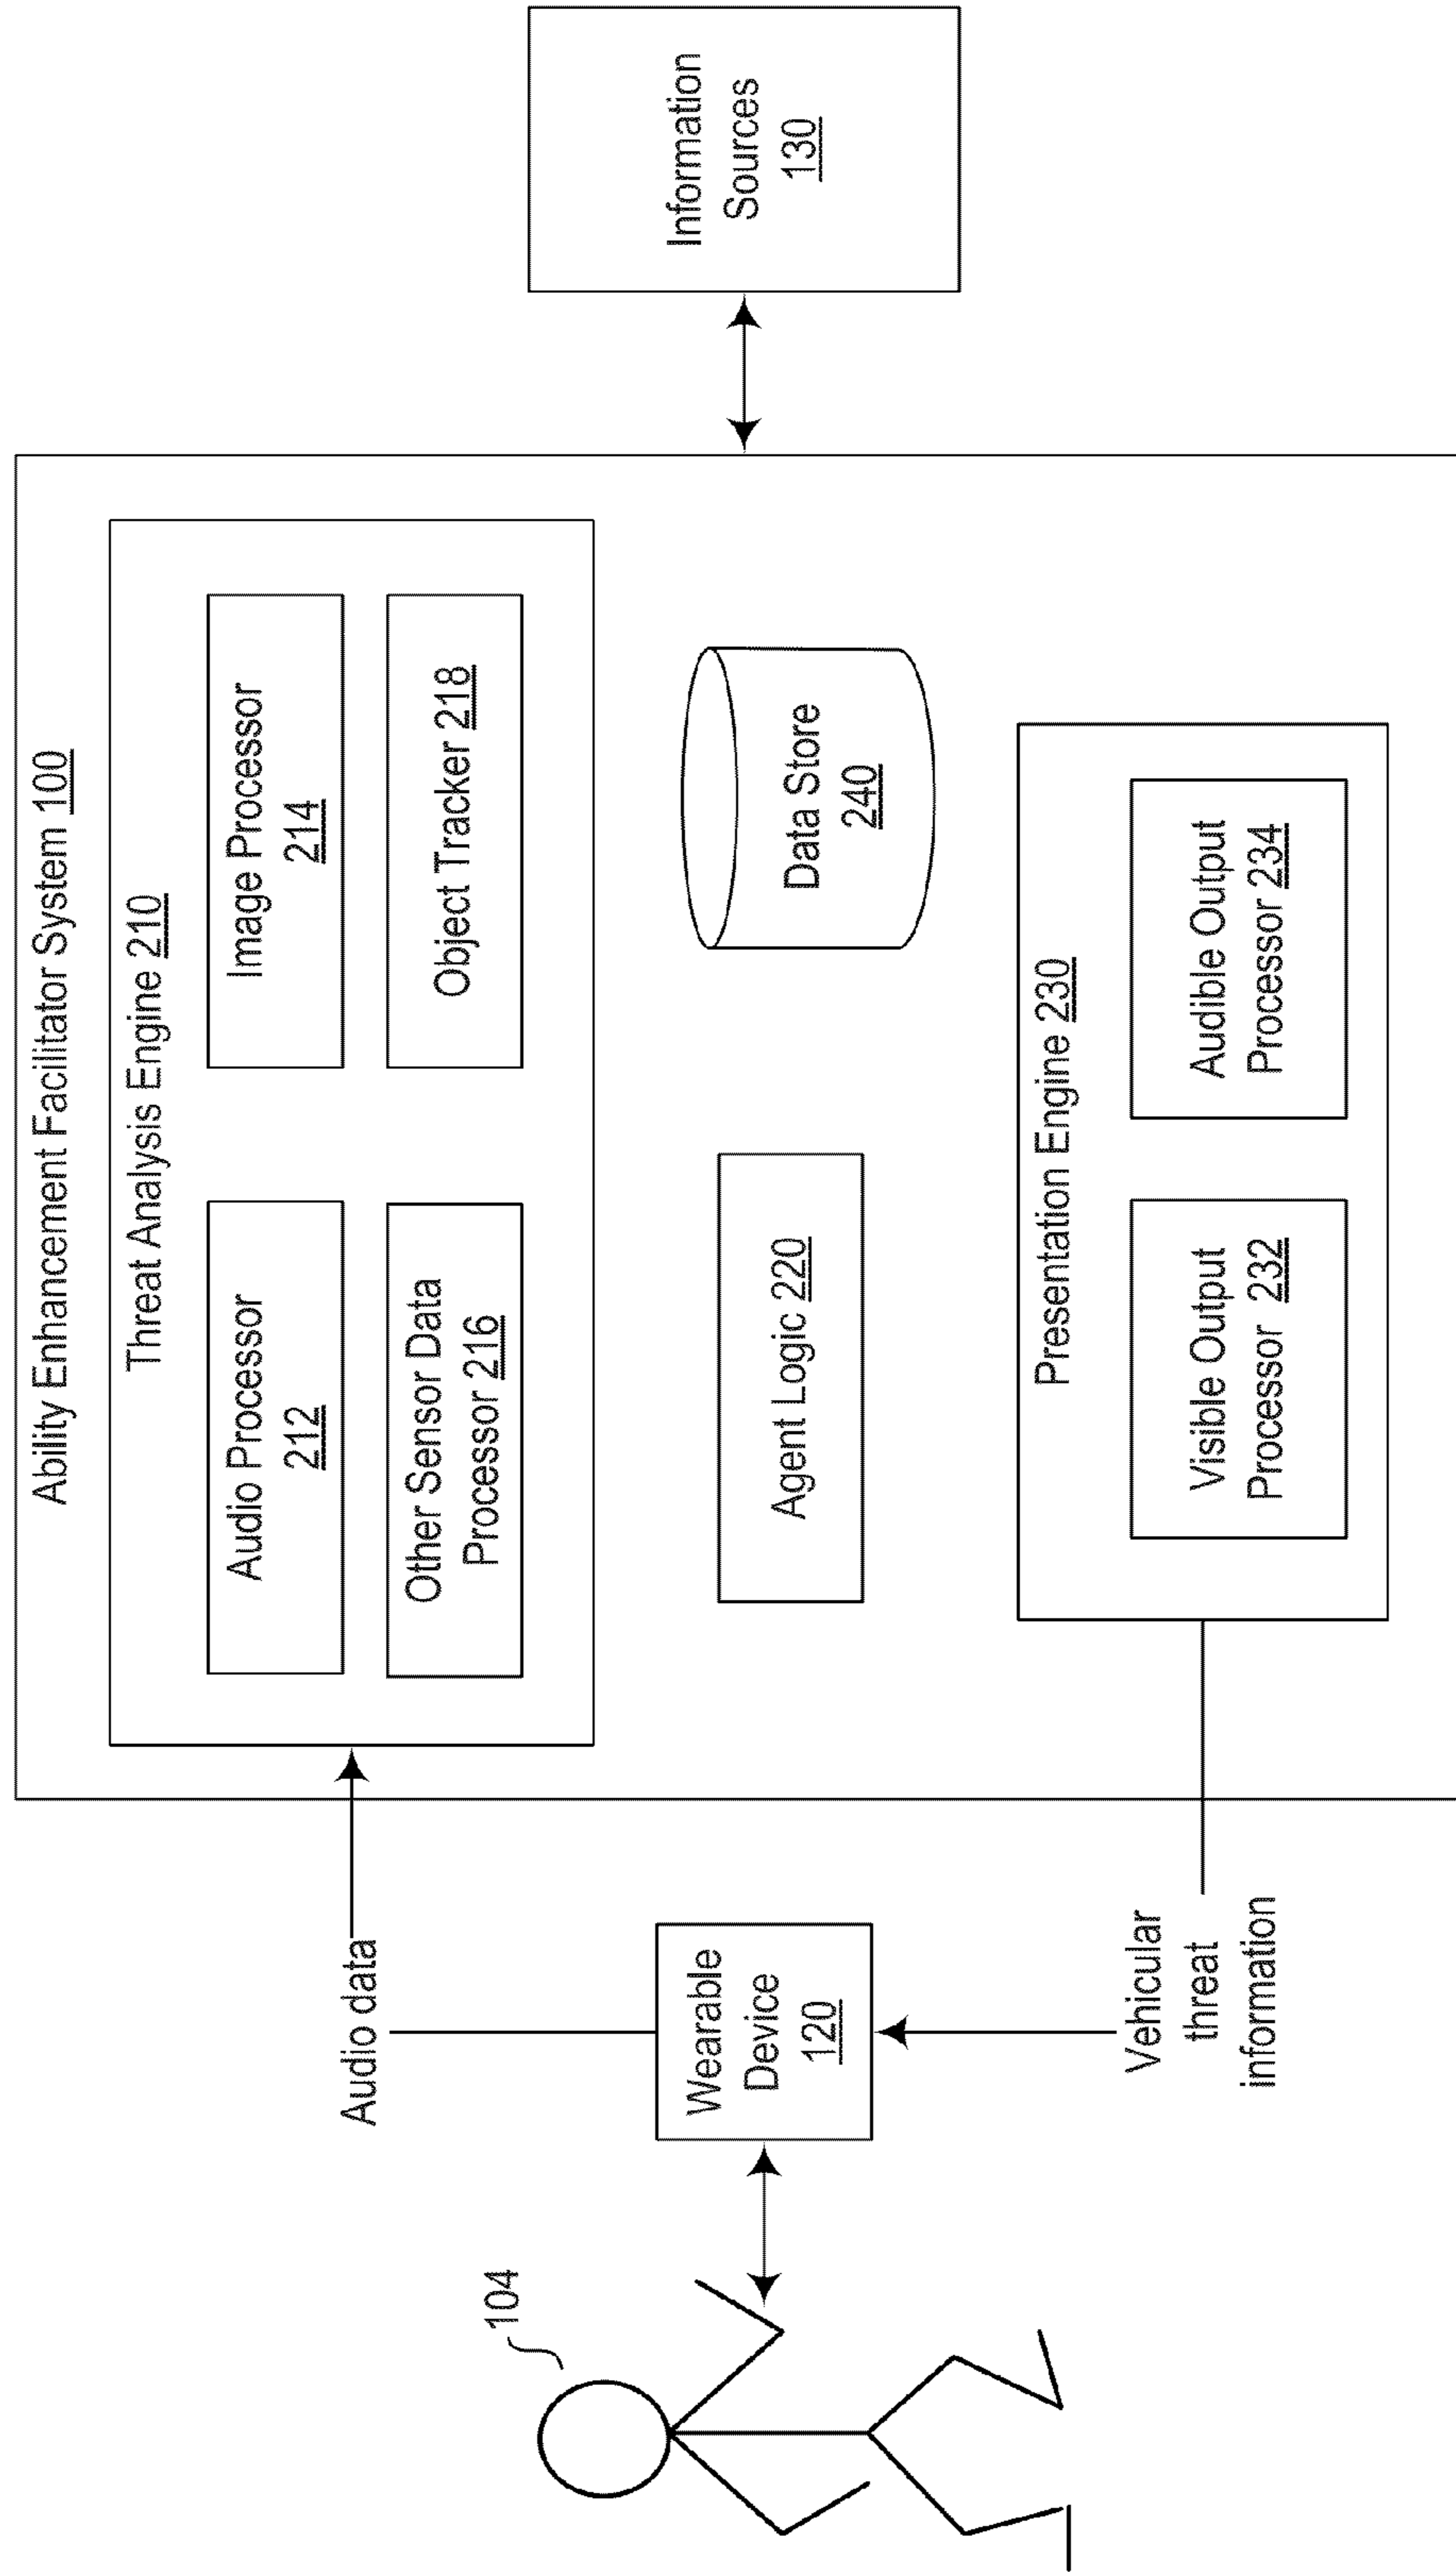 Ability Enhancement Facilitator System 100
Threat Analysis Engine 210
Audio Processor
212
Image Processor
214
Other Sensor Data
Processor 216
Object Tracker 218
Agent Logic 220
Data Store
240
Presentation Engine 230
Visible Output
Processor 232
Audible Output
Processor 234
104
Audio data
Wearable
Device
120
Vehicular
threat
information
Information
Sources
130